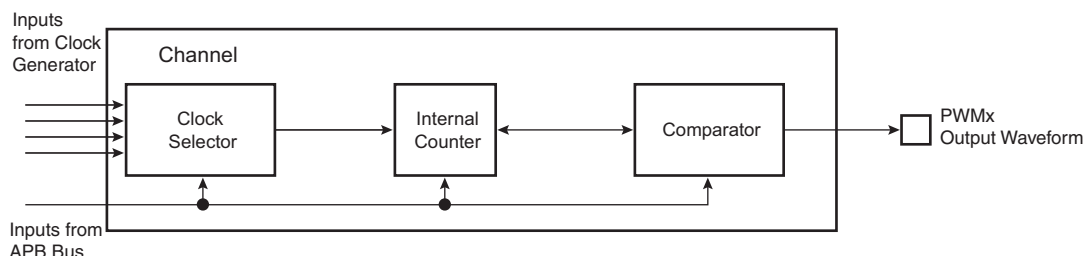 Inputs
from Clock
Generator
Channel
Clock
Selector
Internal
Counter
Comparator
PWMx
Output Waveform
Inputs from
APB Bus